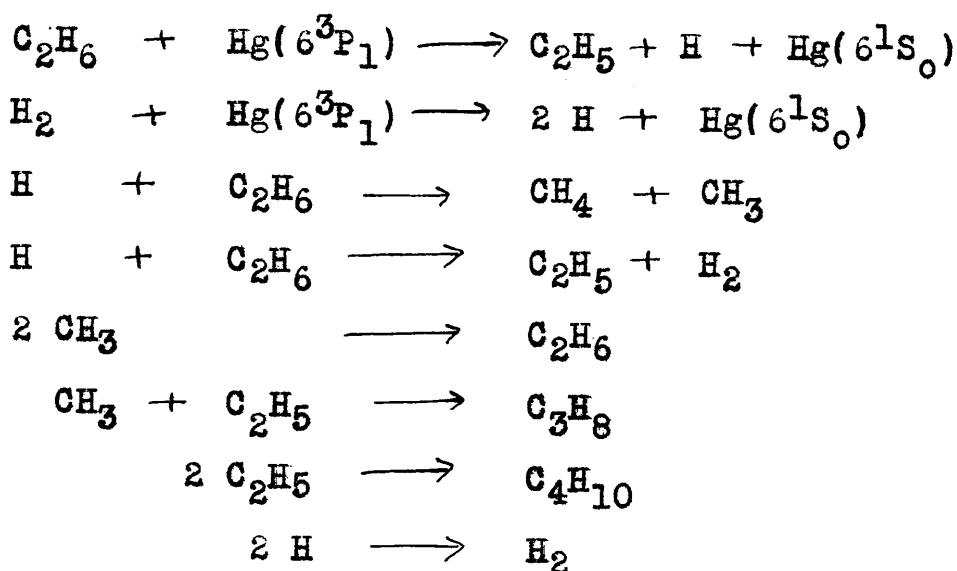 C₂H₆ + Hg(6³P₁) ⟶ C₂H₅ + H + Hg(6¹S₀)
H₂ + Hg(6³P₁) ⟶ 2 H + Hg(6¹S₀)
H + C₂H₆ ⟶ CH₄ + CH₃
H + C₂H₆ ⟶ C₂H₅ + H₂
2 CH₃ ⟶ C₂H₆
CH₃ + C₂H₅ ⟶ C₃H₈
2 C₂H₅ ⟶ C₄H₁₀
2 H ⟶ H₂